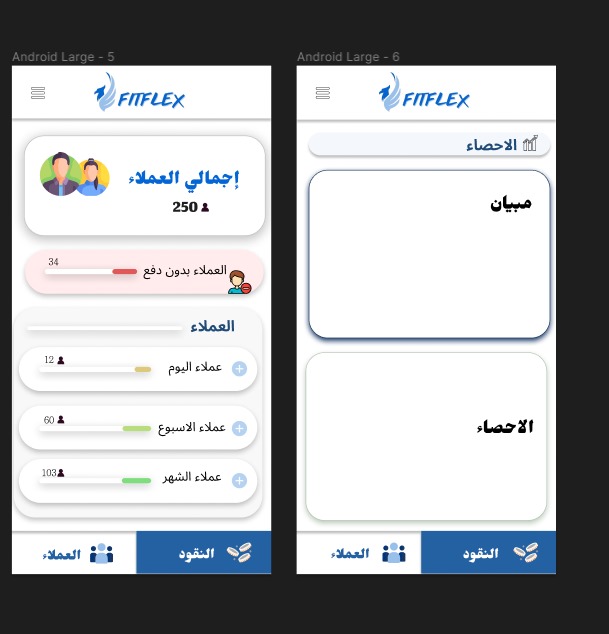 Android Large - 5
FITFLEX
إجمالي العملاء
250
العملاء بدون دفع
34
العملاء
عملاء اليوم
12
عملاء الاسبوع
60
عملاء الشهر
103
النقود
العملاء
Android Large - 6
FITFLEX
الاحصاء
مبيان
الاحصاء
النقود
العملاء